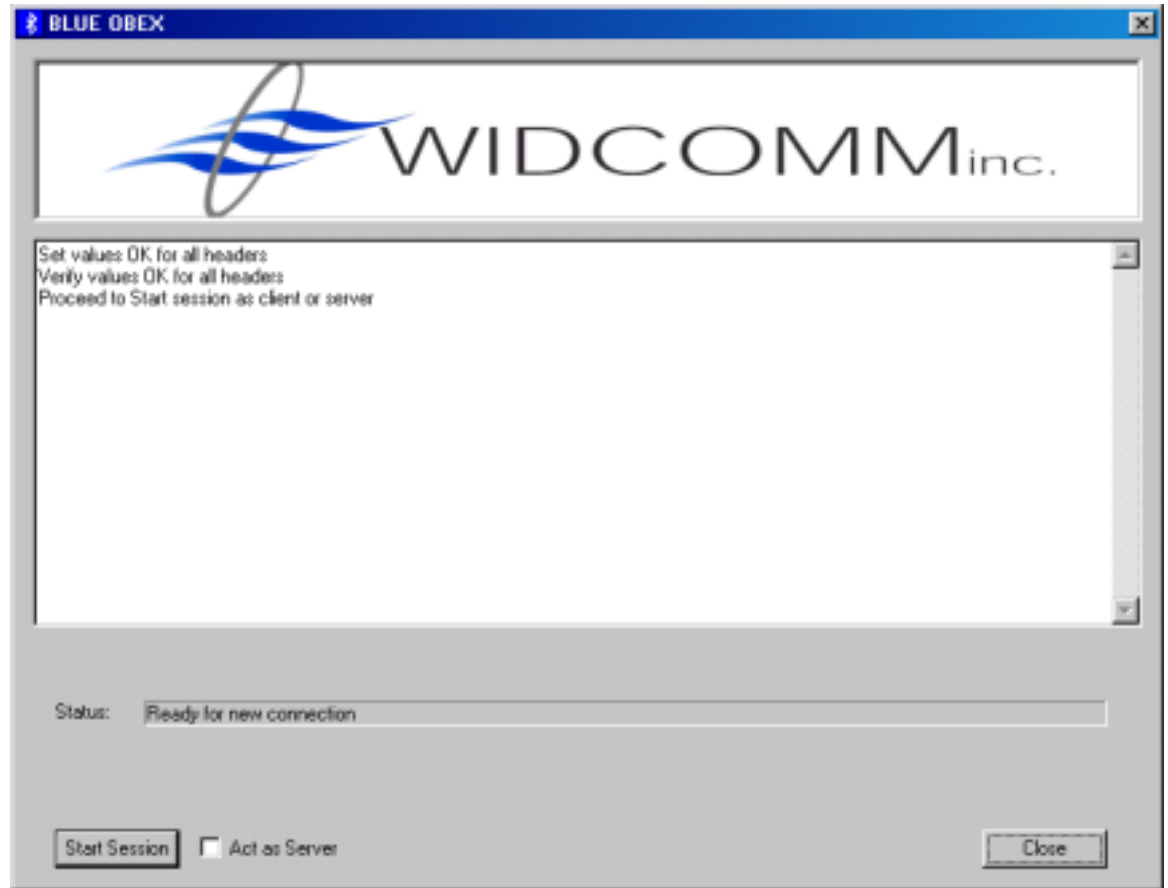 BLUE OBEX
WIDCOMM inc.
Set values OK for all headers
Verify values OK for all headers
Proceed to Start session as client or server
Status: Ready for new connection
Start Session Act as Server Close